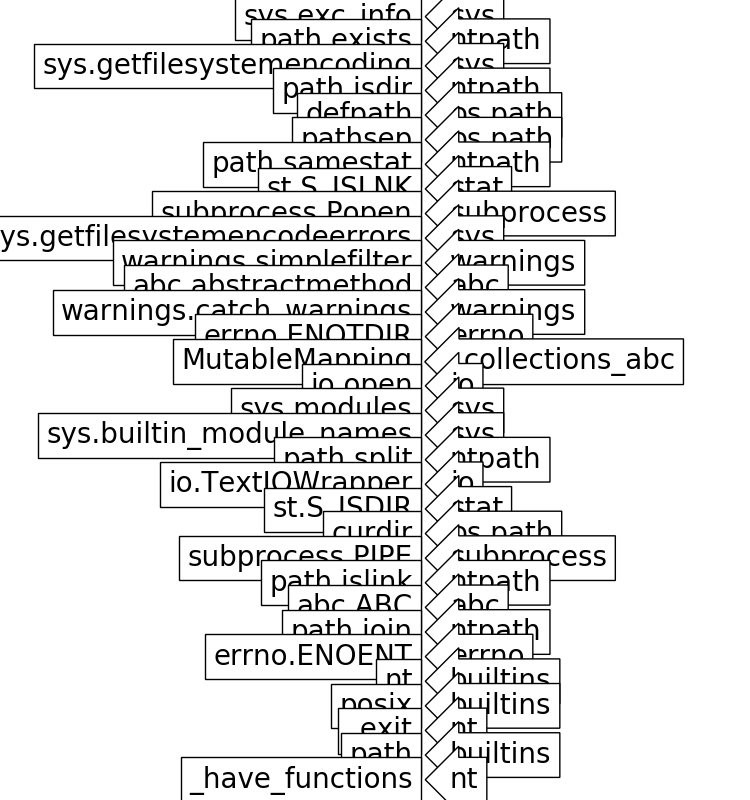 sys.exc_info sys
path.exists ntpath
sys.getfilesystemencoding sys
path.isdir ntpath
defpath os.path
pathsep os.path
path.samestat ntpath
st.S_ISLNK stat
subprocess.Popen subprocess
ys.getfilesystemencodeerrors sys
warnings.simplefilter warnings
abc.abstractmethod abc
warnings.catch_warnings warnings
errno.ENOTDIR errno
MutableMapping collections_abc
io.open io
sys.modules sys
sys.builtin_module_names sys
path.split ntpath
io.TextIOWrapper io
st.S_ISDIR stat
curdir os.path
subprocess.PIPE subprocess
path.islink ntpath
abc.ABC abc
path.join ntpath
errno.ENOENT errno
nt builtins
posix builtins
exit nt
path builtins
_have_functions nt